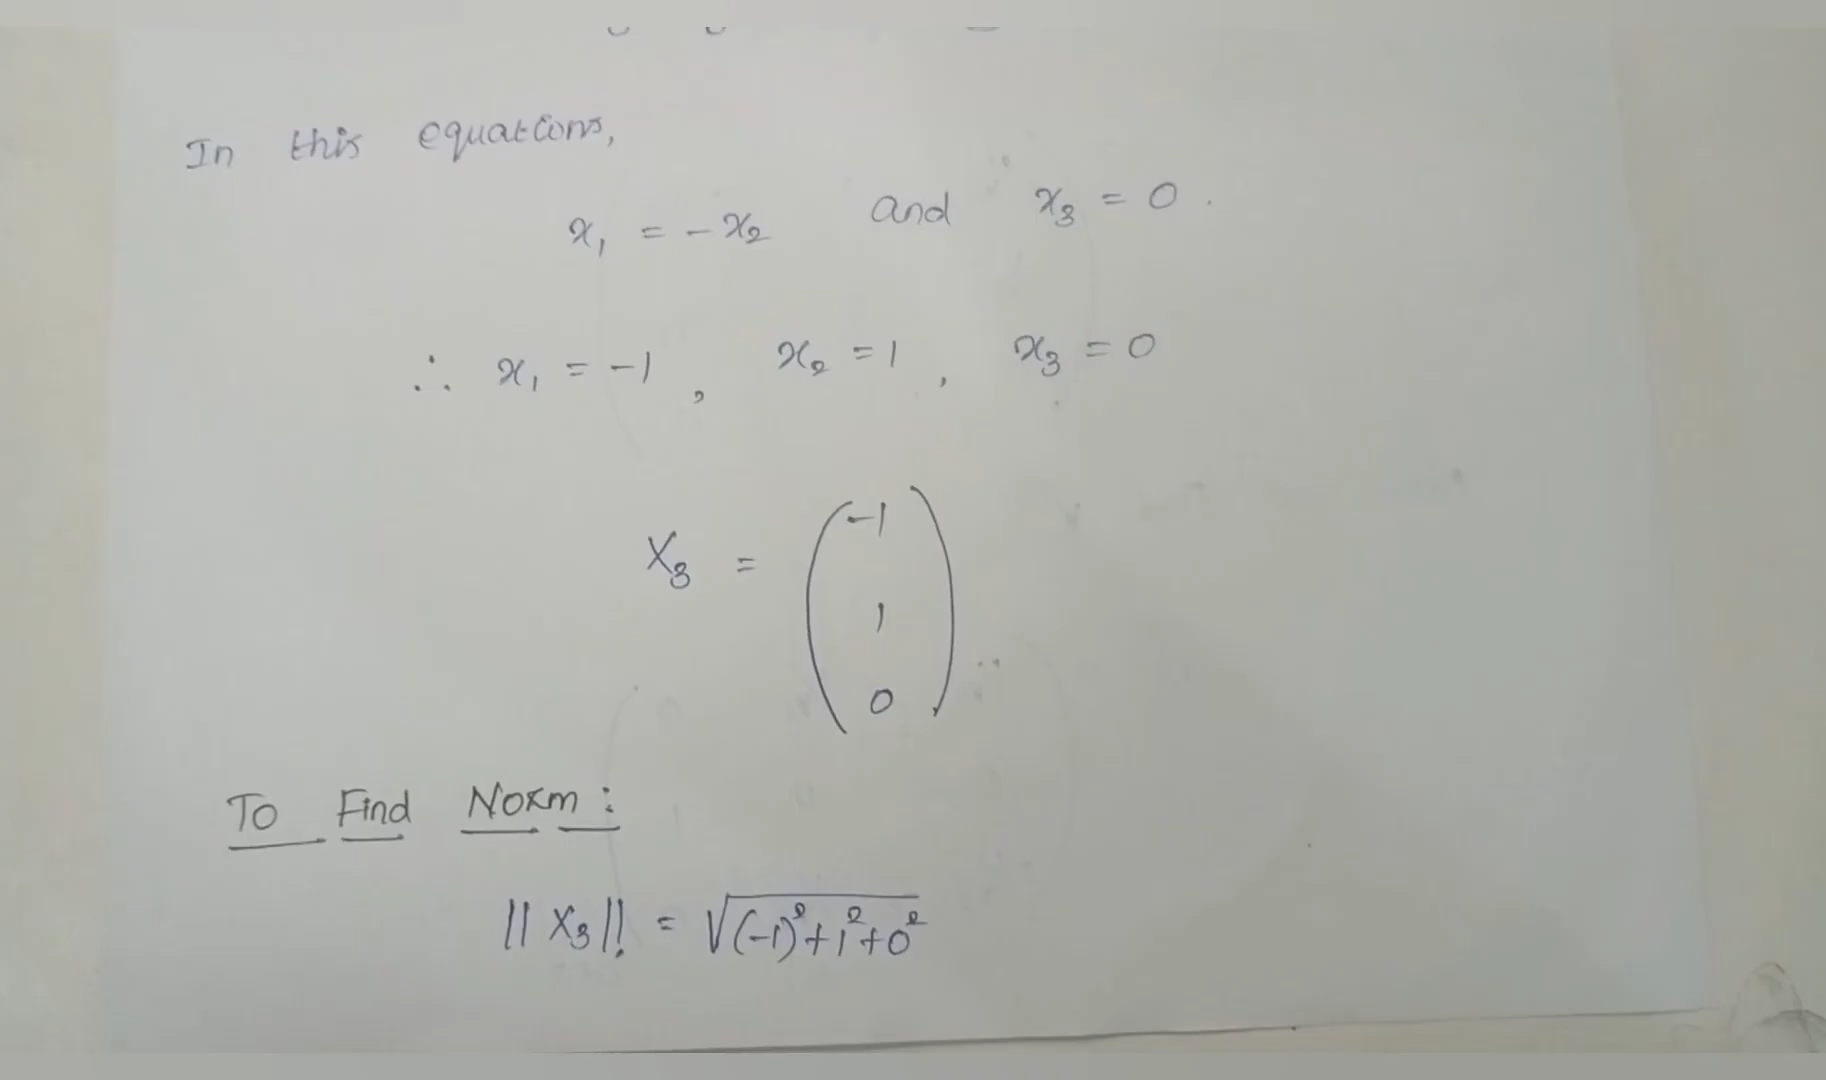 In this equations,
x₁ = -x₂ and x₃ = 0.
∴ x₁ = -1, x₂ = 1, x₃ = 0
X₃ = (-1
1
0)
To Find Norm:
||X₃|| = √(-1)²+1²+0²